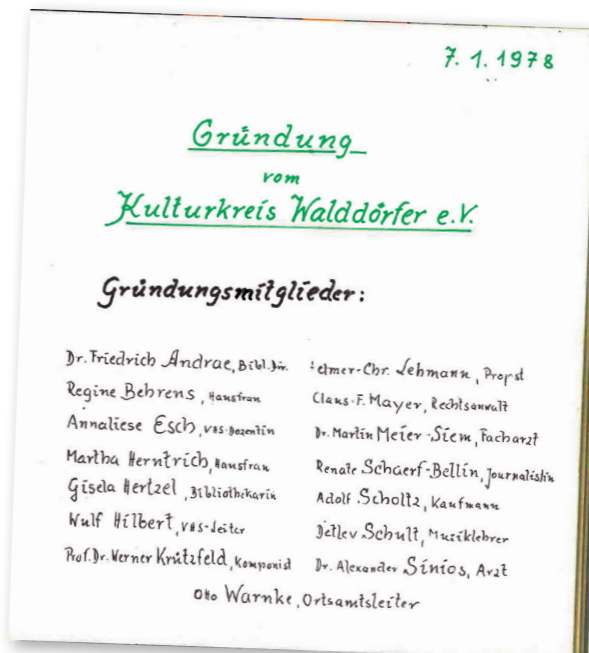 7. 1. 1978
Gründung
vom
Kulturkreis Walddörfer e.V.
Gründungsmitglieder:
Dr. Friedrich Andrae, Bibl. Dir.
Regine Behrens, Hausfrau
Annaliese Esch, VHS-Dozentin
Martha Herntrich, Hausfrau
Gisela Hertzel, Bibliothekarin
Wulf Hilbert, VHS-Leiter
Prof. Dr. Werner Krützfeld, Komponist
Helmer-Chr. Lehmann, Propst
Claus-F. Mayer, Rechtsanwalt
Dr. Martin Meier-Siem, Facharzt
Renate Schaerf-Bellin, Journalistin
Adolf Scholtz, Kaufmann
Detlev Schult, Musiklehrer
Dr. Alexander Sinios, Arzt
Otto Warnke, Ortsamtsleiter